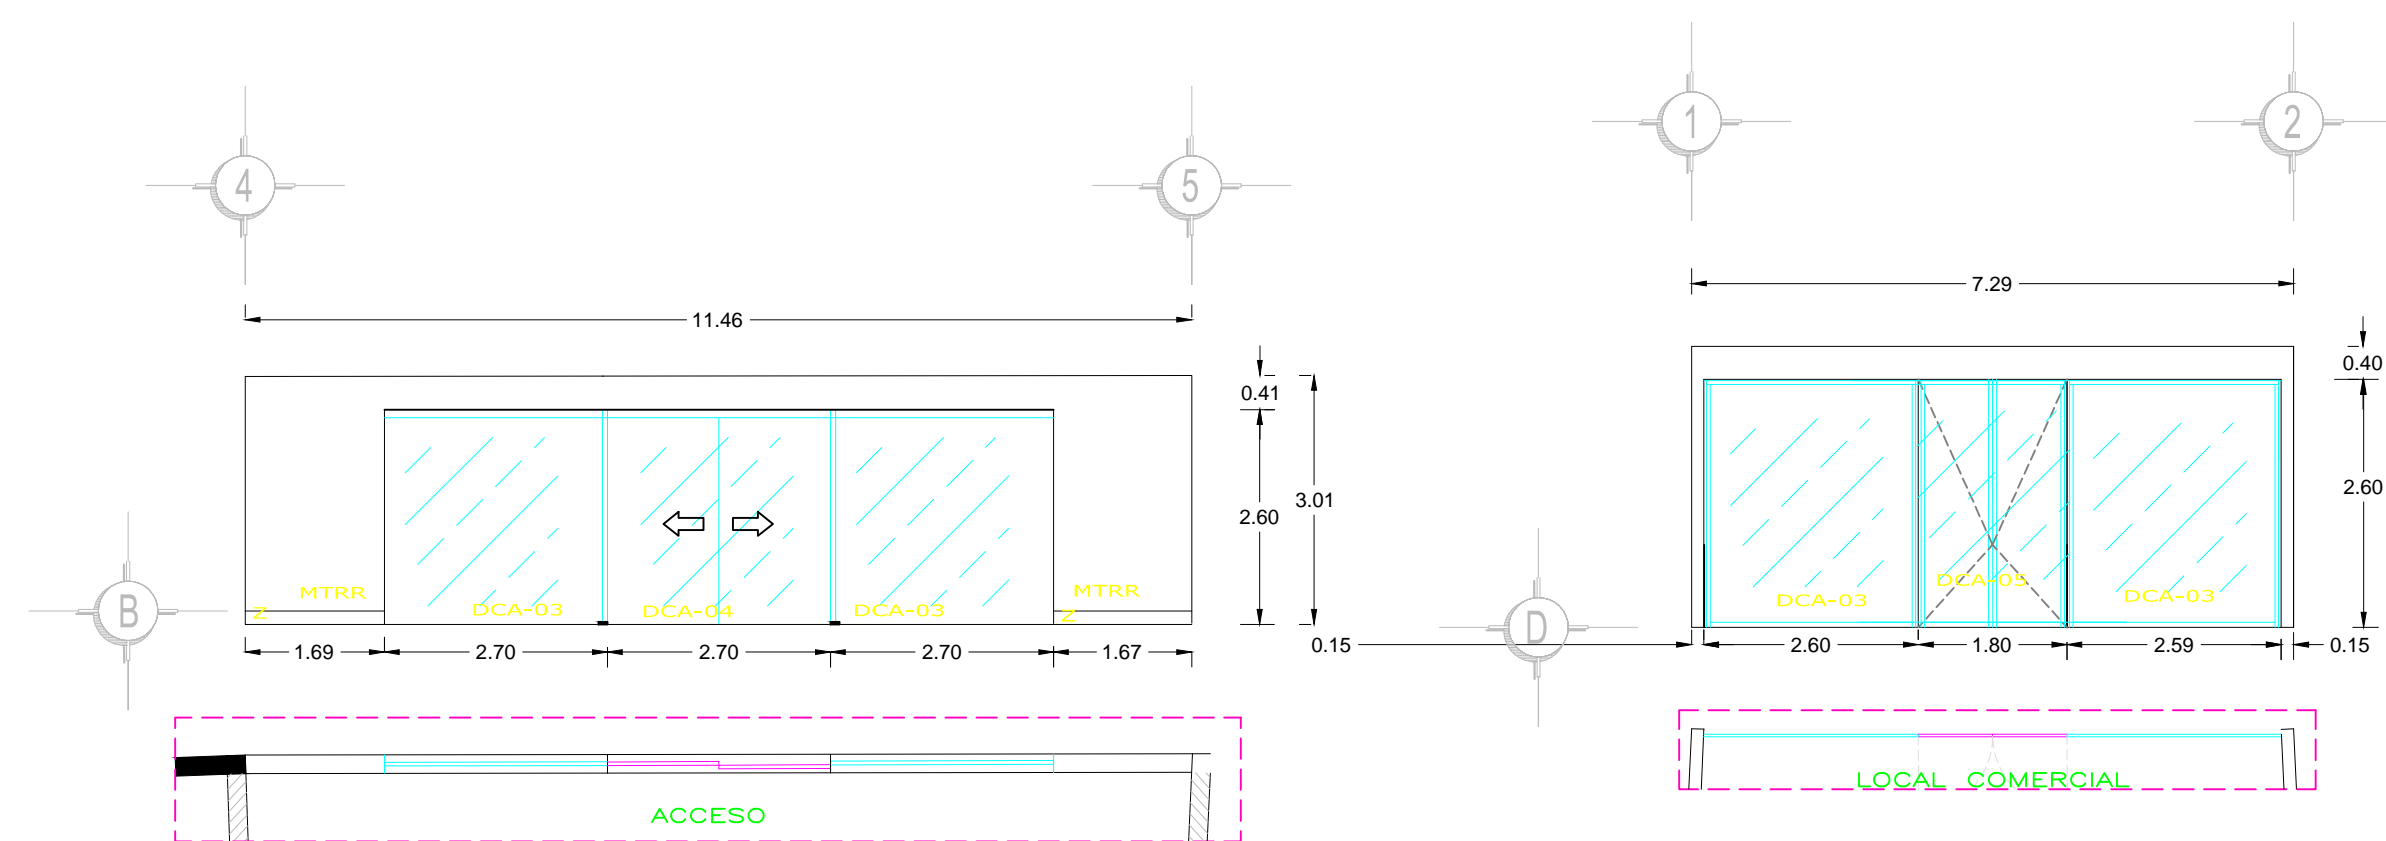 1
2
4
5
7.29
11.46
0.40
0.41
2.60
3.01
2.60
MTRR
Z
DCA-03
DCA-04
DCA-03
MTRR
Z
B
DCA-03
DCA-05
DCA-03
D
1.69
2.70
2.70
2.70
1.67
0.15
2.60
1.80
2.59
0.15
ACCESO
LOCAL COMERCIAL